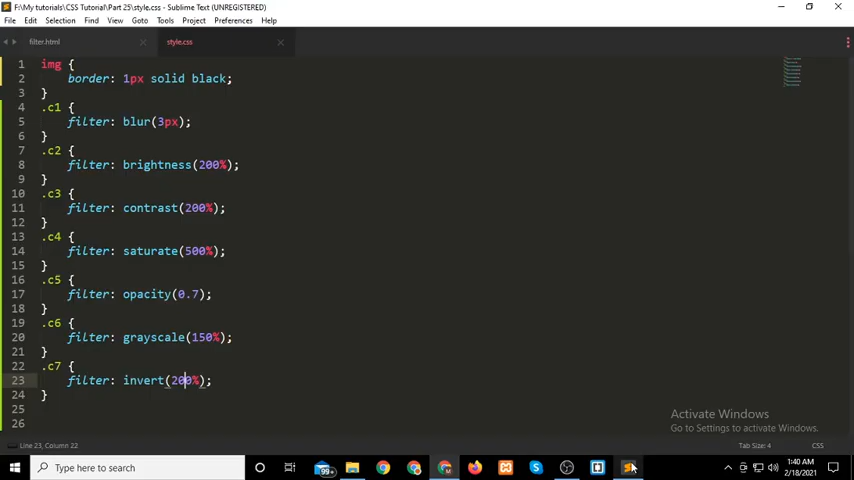 F:\My tutorials\CSS Tutorial\Part 25\style.css - Sublime Text (UNREGISTERED)
File Edit Selection Find View Goto Tools Project Preferences Help
filter.html style.css
1 img {
2 border: 1px solid black;
3 }
4 .c1 {
5 filter: blur(3px);
6 }
7 .c2 {
8 filter: brightness(200%);
9 }
10 .c3 {
11 filter: contrast(200%);
12 }
13 .c4 {
14 filter: saturate(500%);
15 }
16 .c5 {
17 filter: opacity(0.7);
18 }
19 .c6 {
20 filter: grayscale(150%);
21 }
22 .c7 {
23 filter: invert(200%);
24 }
25
26
Activate Windows
Go to Settings to activate Windows.
Line 23, Column 22 Tab Size: 4 CSS
Type here to search
99+
1:40 AM
2/18/2021